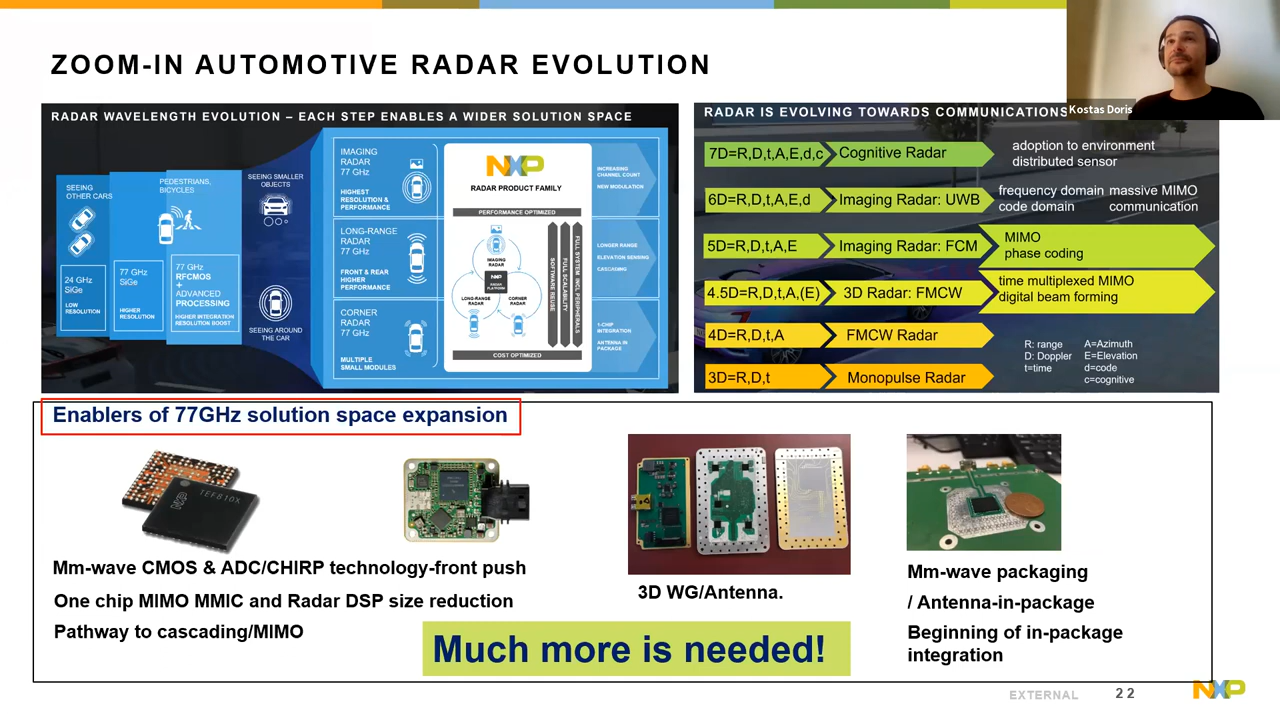 ZOOM-IN AUTOMOTIVE RADAR EVOLUTION
Kostas Doris
RADAR WAVELENGTH EVOLUTION – EACH STEP ENABLES A WIDER SOLUTION SPACE
SEEING
OTHER CARS
24 GHz
SiGe
LOW
RESOLUTION
PEDESTRIANS,
BICYCLES
77 GHz
SiGe
HIGHER
RESOLUTION
77 GHz
RFCMOS
+
ADVANCED
PROCESSING
HIGHER INTEGRATION
RESOLUTION BOOST
SEEING SMALLER
OBJECTS
SEEING AROUND
THE CAR
IMAGING
RADAR
77 GHz
HIGHEST
RESOLUTION &
PERFORMANCE
LONG-RANGE
RADAR
77 GHz
FRONT & REAR
HIGHER
PERFORMANCE
CORNER
RADAR
77 GHz
MULTIPLE
SMALL MODULES
NXP
RADAR PRODUCT FAMILY
PERFORMANCE OPTIMIZED
IMAGING
RADAR
NXP
RADAR
PLATFORM
LONG-RANGE
RADAR
CORNER
RADAR
SOFTWARE REUSE
FULL SCALABILITY
FULL SYSTEM INCL PERIPHERALS
COST OPTIMIZED
INCREASING
CHANNEL COUNT
NEW MODULATION
LONGER RANGE
ELEVATION SENSING
CASCADING
1-CHIP
INTEGRATION
ANTENNA IN
PACKAGE
RADAR IS EVOLVING TOWARDS COMMUNICATIONS
7D=R,D,t,A,E,d,c Cognitive Radar
adoption to environment
distributed sensor
6D=R,D,t,A,E,d Imaging Radar: UWB
frequency domain massive MIMO
code domain communication
5D=R,D,t,A,E Imaging Radar: FCM
MIMO
phase coding
4.5D=R,D,t,A,(E) 3D Radar: FMCW
time multiplexed MIMO
digital beam forming
4D=R,D,t,A FMCW Radar
3D=R,D,t Monopulse Radar
R: range A=Azimuth
D: Doppler E=Elevation
t=time d=code
c=cognitive
Enablers of 77GHz solution space expansion
NXP
TEF810X
Mm-wave CMOS & ADC/CHIRP technology-front push
One chip MIMO MMIC and Radar DSP size reduction
Pathway to cascading/MIMO
3D WG/Antenna.
Mm-wave packaging
/ Antenna-in-package
Beginning of in-package
integration
Much more is needed!
EXTERNAL 22
NXP